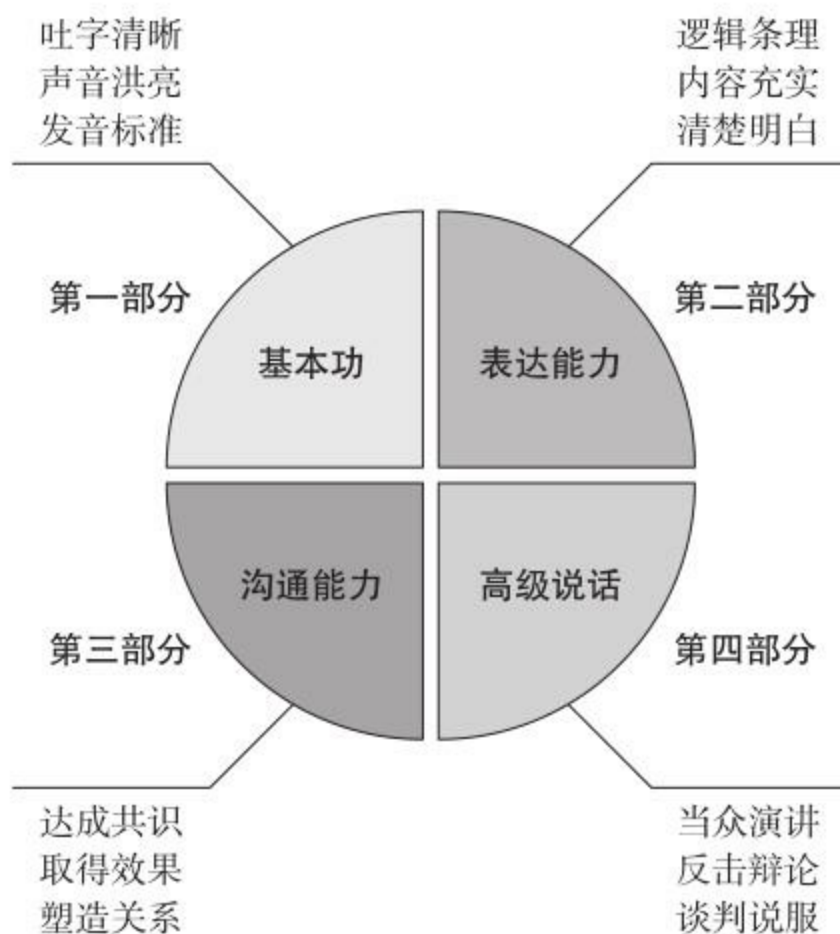 吐字清晰
声音洪亮
发音标准
逻辑条理
内容充实
清楚明白
第一部分
基本功
表达能力
第二部分
第三部分
沟通能力
高级说话
第四部分
达成共识
取得效果
塑造关系
当众演讲
反击辩论
谈判说服